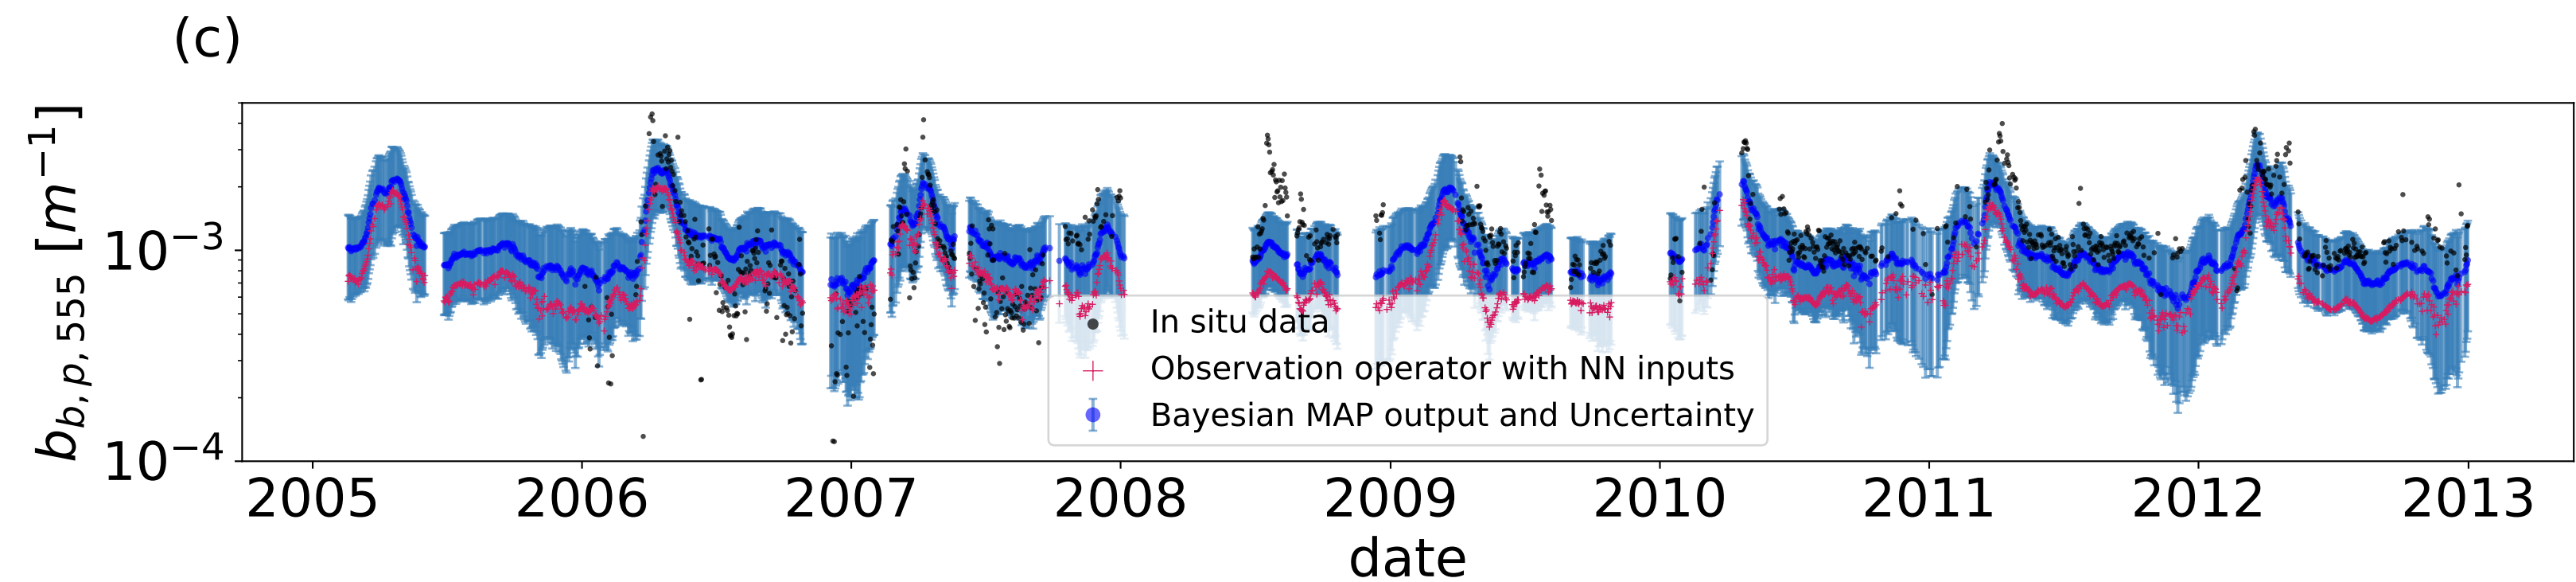 (c)
b_{b,p,555} [m^{-1}]
10^{-3}
10^{-4}
In situ data
Observation operator with NN inputs
Bayesian MAP output and Uncertainty
2005 2006 2007 2008 2009 2010 2011 2012 2013
date